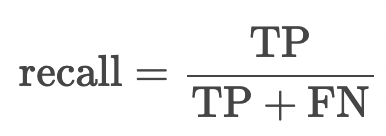 recall = TP / TP + FN